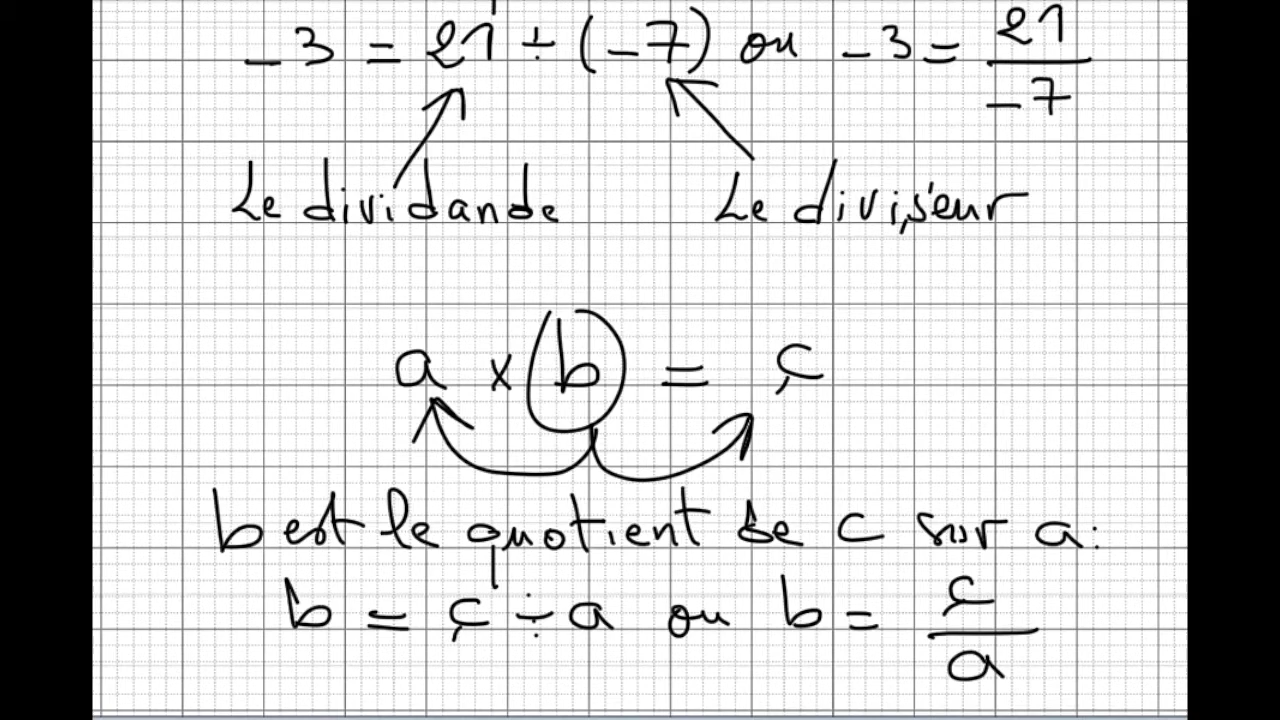 -3 = 21 ÷ (-7) ou -3 = 21/-7
Le dividande Le diviseur
a × b = c
b est le quotient de c sur a:
b = c ÷ a ou b = c/a